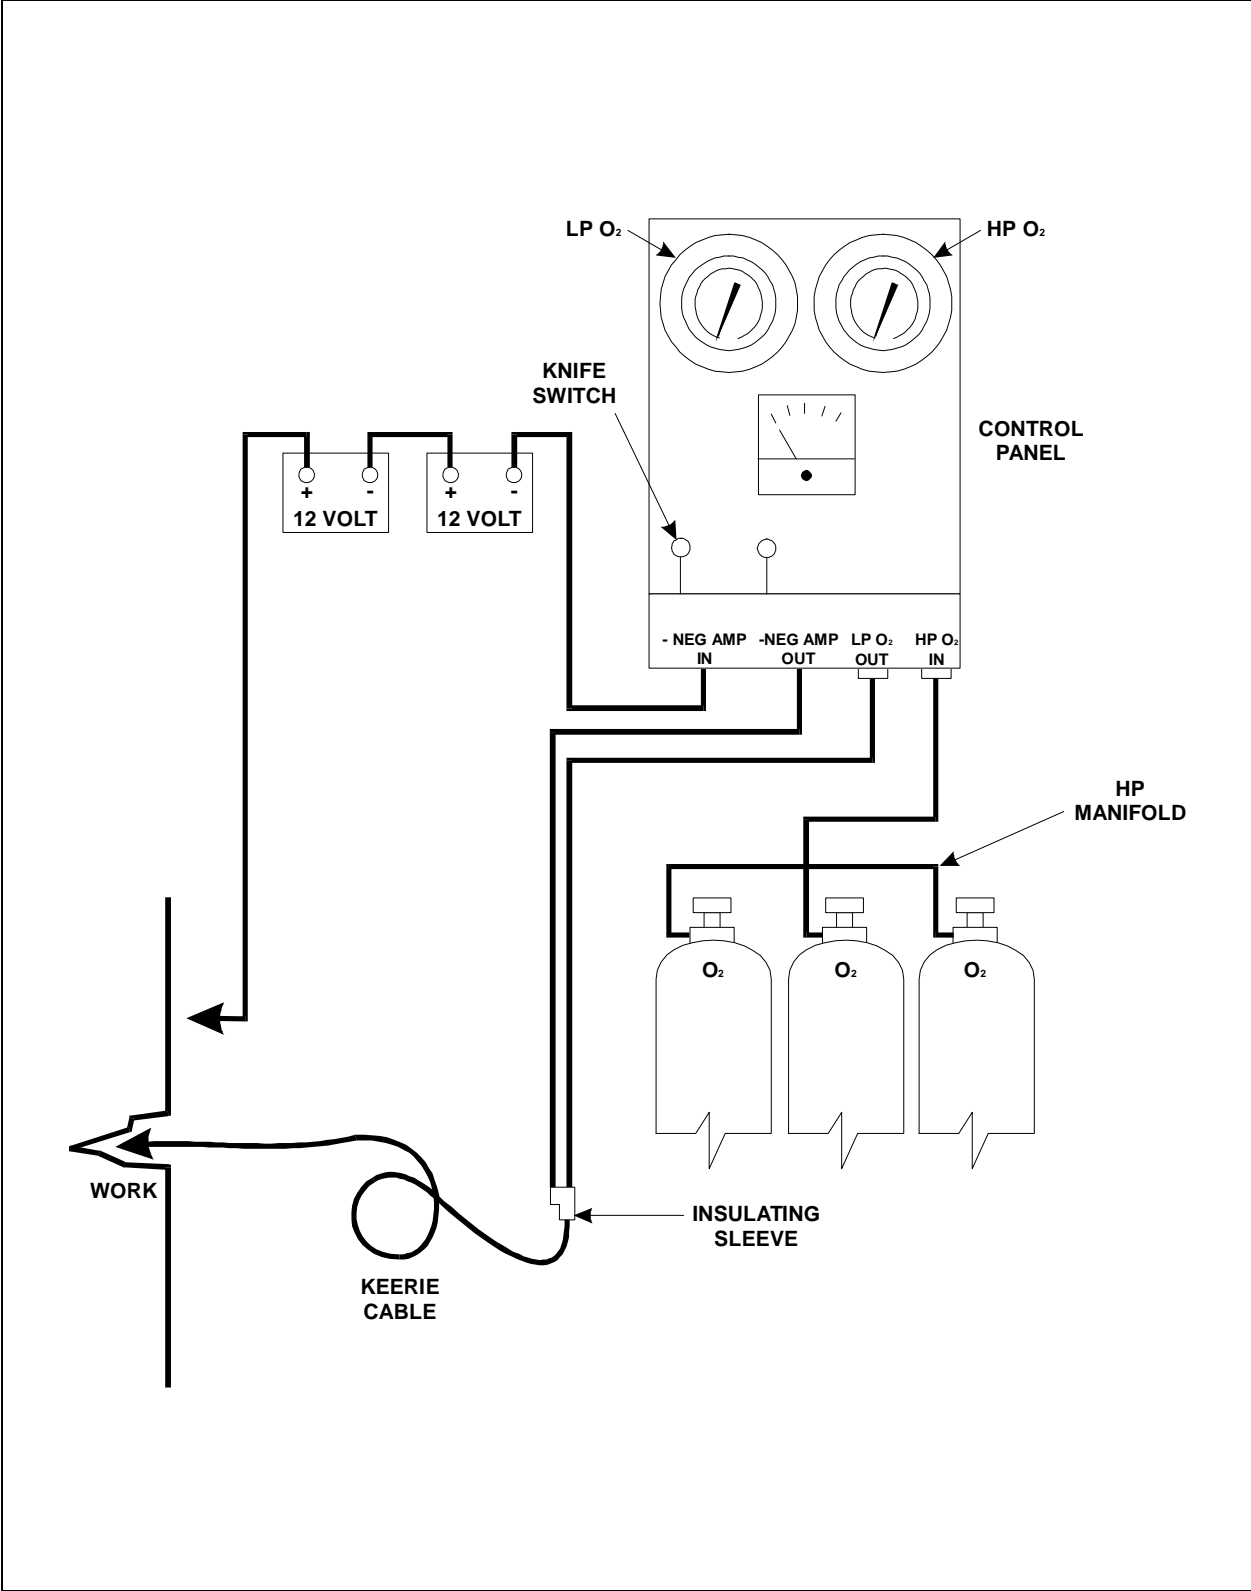 LP O₂
HP O₂
KNIFE
SWITCH
CONTROL
PANEL
+
-
12 VOLT
+
-
12 VOLT
- NEG AMP
IN
-NEG AMP
OUT
LP O₂
OUT
HP O₂
IN
HP
MANIFOLD
O₂
O₂
O₂
WORK
INSULATING
SLEEVE
KEERIE
CABLE